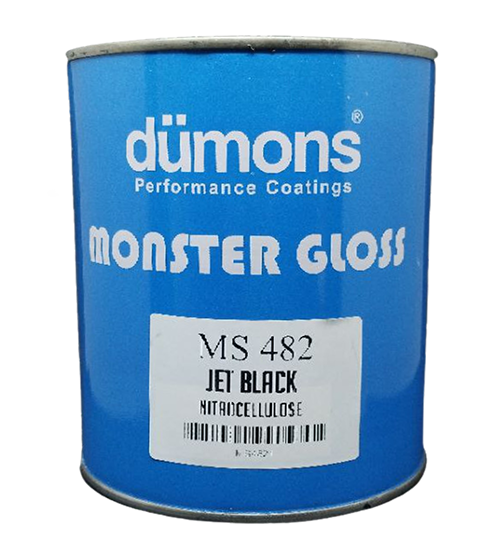 dümons®
Performance Coatings
MONSTER GLOSS
MS 482
JET BLACK
NITROCELLULOSE